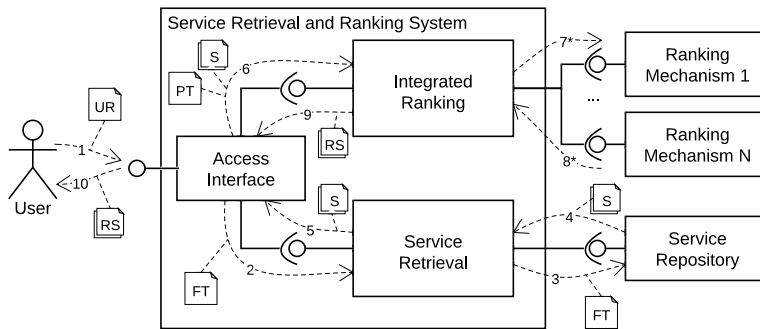 Service Retrieval and Ranking System
S
6
7*
PT
Integrated
Ranking
Ranking
Mechanism 1
...
UR
9
RS
1
Access
Interface
8*
Ranking
Mechanism N
10
User
RS
S
5
S
4
FT
2
Service
Retrieval
3
Service
Repository
FT